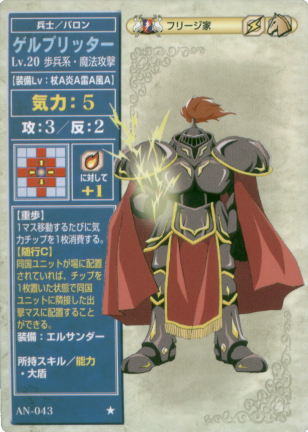 兵士／バロン
フリージ家
ゲルプリッター
Lv.20 歩兵系・魔法攻撃
【装備Lv：杖A炎A雷A風A】
気力：5
攻：3／反：2
に対して
+1
【重歩】
1マス移動するたびに気
力チップを1枚消費する。
【随行C】
同国ユニットが場に配置
されていれば、チップを
1枚置いた状態で同国
ユニットに隣接した出
撃マスに配置すること
ができる。
装備：エルサンダー
所持スキル／能力
・大盾
AN-043
★